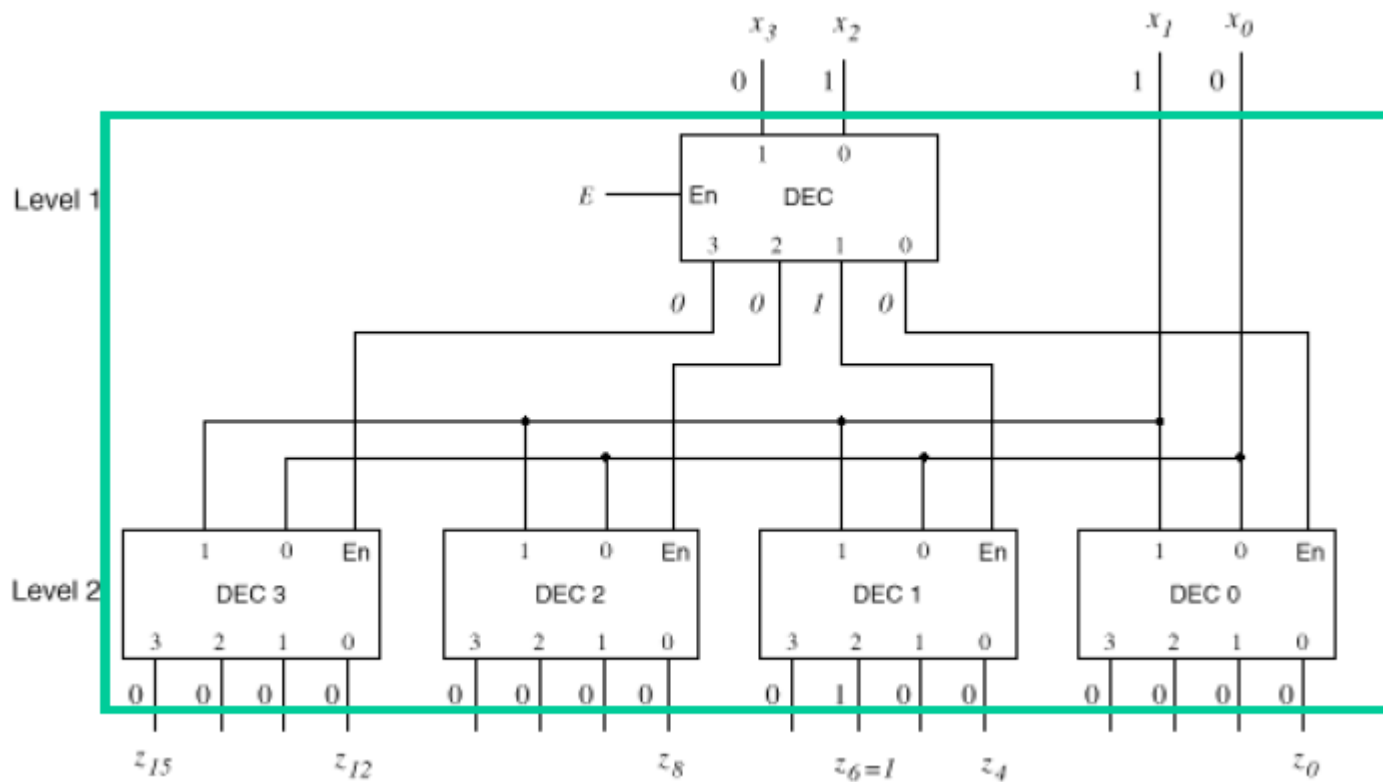 x3 x2 x1 x0
0 1 1 0
1 0
Level 1 E En DEC
3 2 1 0
0 0 1 0
1 0 En 1 0 En 1 0 En 1 0 En
Level 2 DEC 3 DEC 2 DEC 1 DEC 0
3 2 1 0 3 2 1 0 3 2 1 0 3 2 1 0
0 0 0 0 0 0 0 0 0 1 0 0 0 0 0 0
z15 z12 z8 z6=1 z4 z0